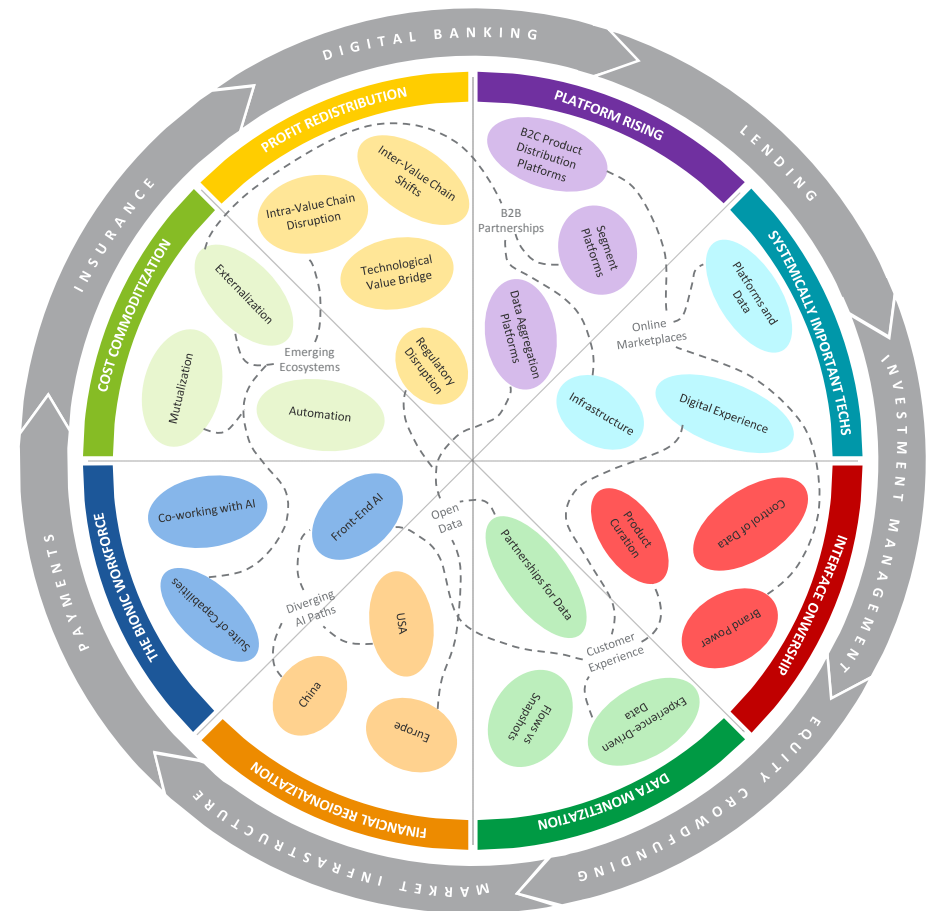 DIGITAL BANKING
LENDING
INVESTMENT MANAGEMENT
EQUITY CROWDFUNDING
MARKET INFRASTRUCTURE
PAYMENTS
INSURANCE
PROFIT REDISTRIBUTION
Inter-Value Chain
Shifts
Intra-Value Chain
Disruption
Technological
Value Bridge
Regulatory
Disruption
PLATFORM RISING
B2C Product
Distribution
Platforms
B2B
Partnerships
Segment
Platforms
Data Aggregation
Platforms
SYSTEMICALLY IMPORTANT TECHS
Platforms and
Data
Online
Marketplaces
Infrastructure
Digital Experience
INTERFACE ONWERSHIP
Product
Curation
Control of Data
Brand Power
Customer
Experience
DATA MONETIZATION
Partnerships for Data
Experience-Driven
Data
Flows vs
Snapshots
Open
Data
FINANCIAL REGIONALIZATION
USA
China
Europe
Diverging
AI Paths
THE BIONIC WORKFORCE
Co-working with AI
Front-End AI
Suite of Capabilities
COST COMMODITIZATION
Externalization
Mutualization
Automation
Emerging
Ecosystems